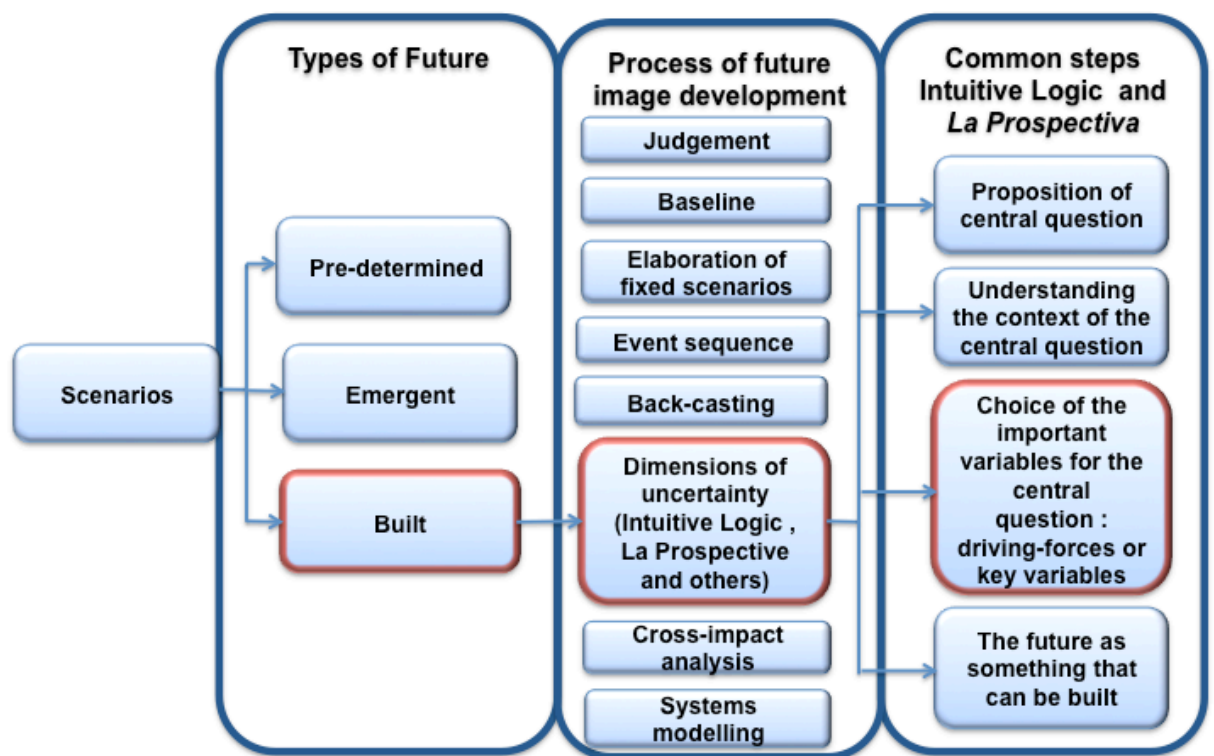 Types of Future
Scenarios
Pre-determined
Emergent
Built
Process of future
image development
Judgement
Baseline
Elaboration of
fixed scenarios
Event sequence
Back-casting
Dimensions of
uncertainty
(Intuitive Logic ,
La Prospective
and others)
Cross-impact
analysis
Systems
modelling
Common steps
Intuitive Logic and
La Prospectiva
Proposition of
central question
Understanding
the context of the
central question
Choice of the
important
variables for the
central
question :
driving-forces or
key variables
The future as
something that
can be built